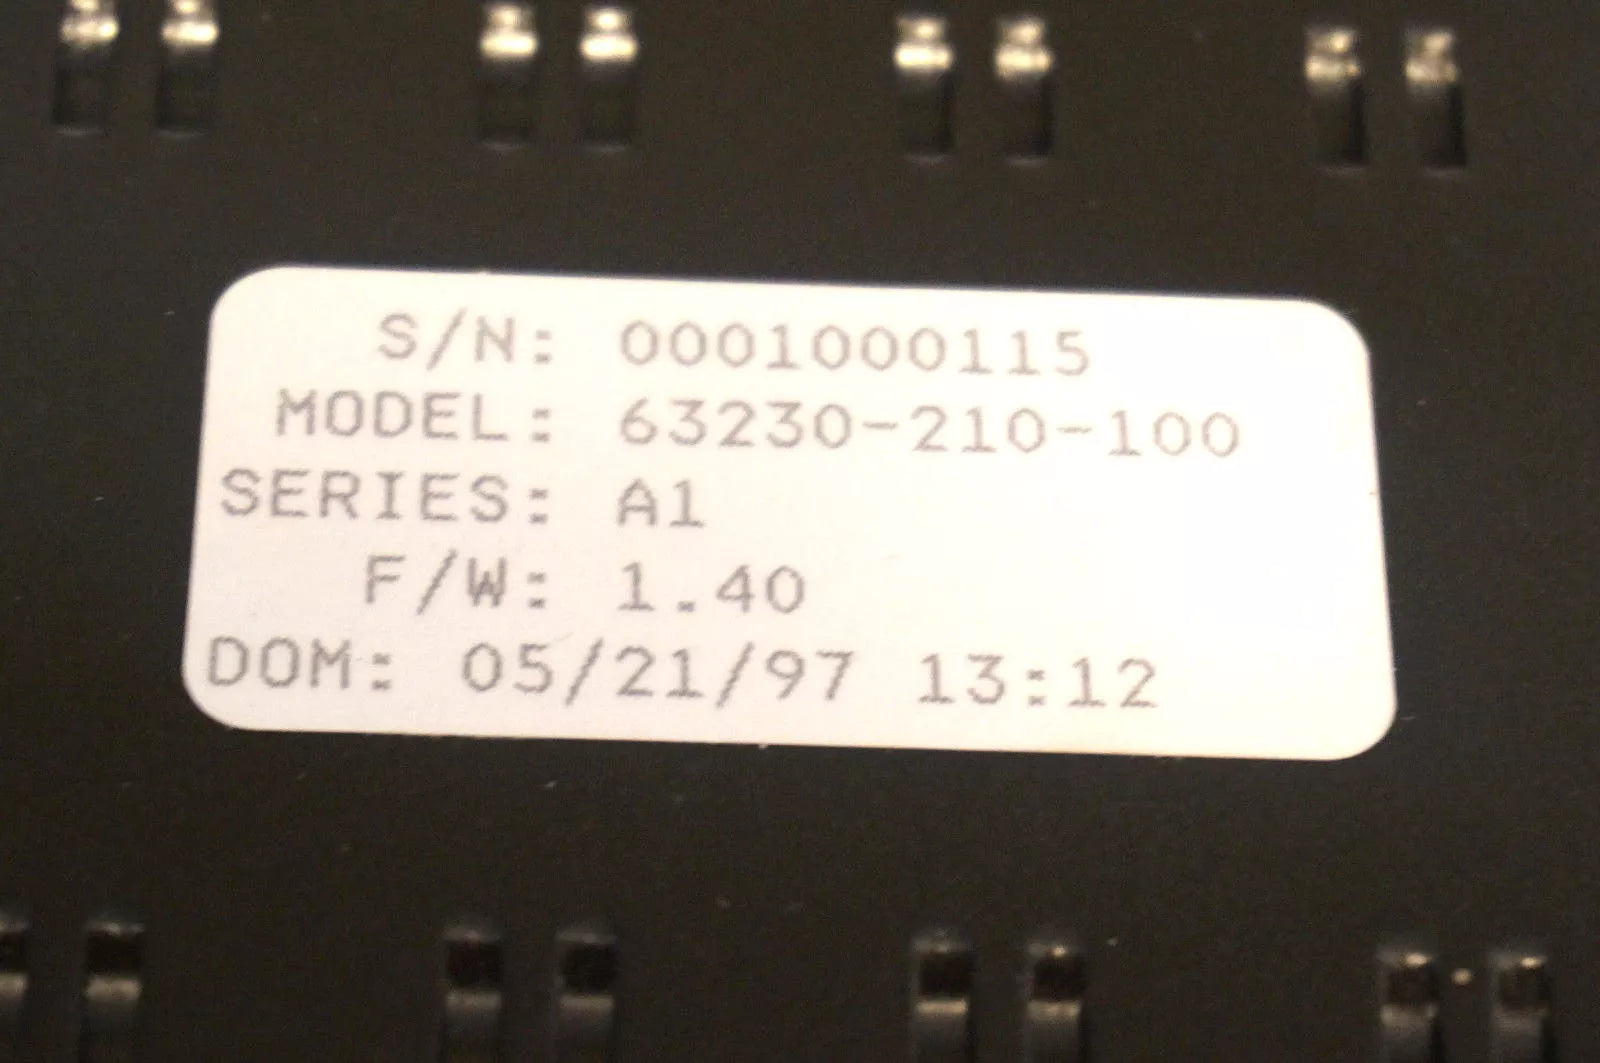 S/N: 0001000115
MODEL: 63230-210-100
SERIES: A1
F/W: 1.40
DOM: 05/21/97 13:12